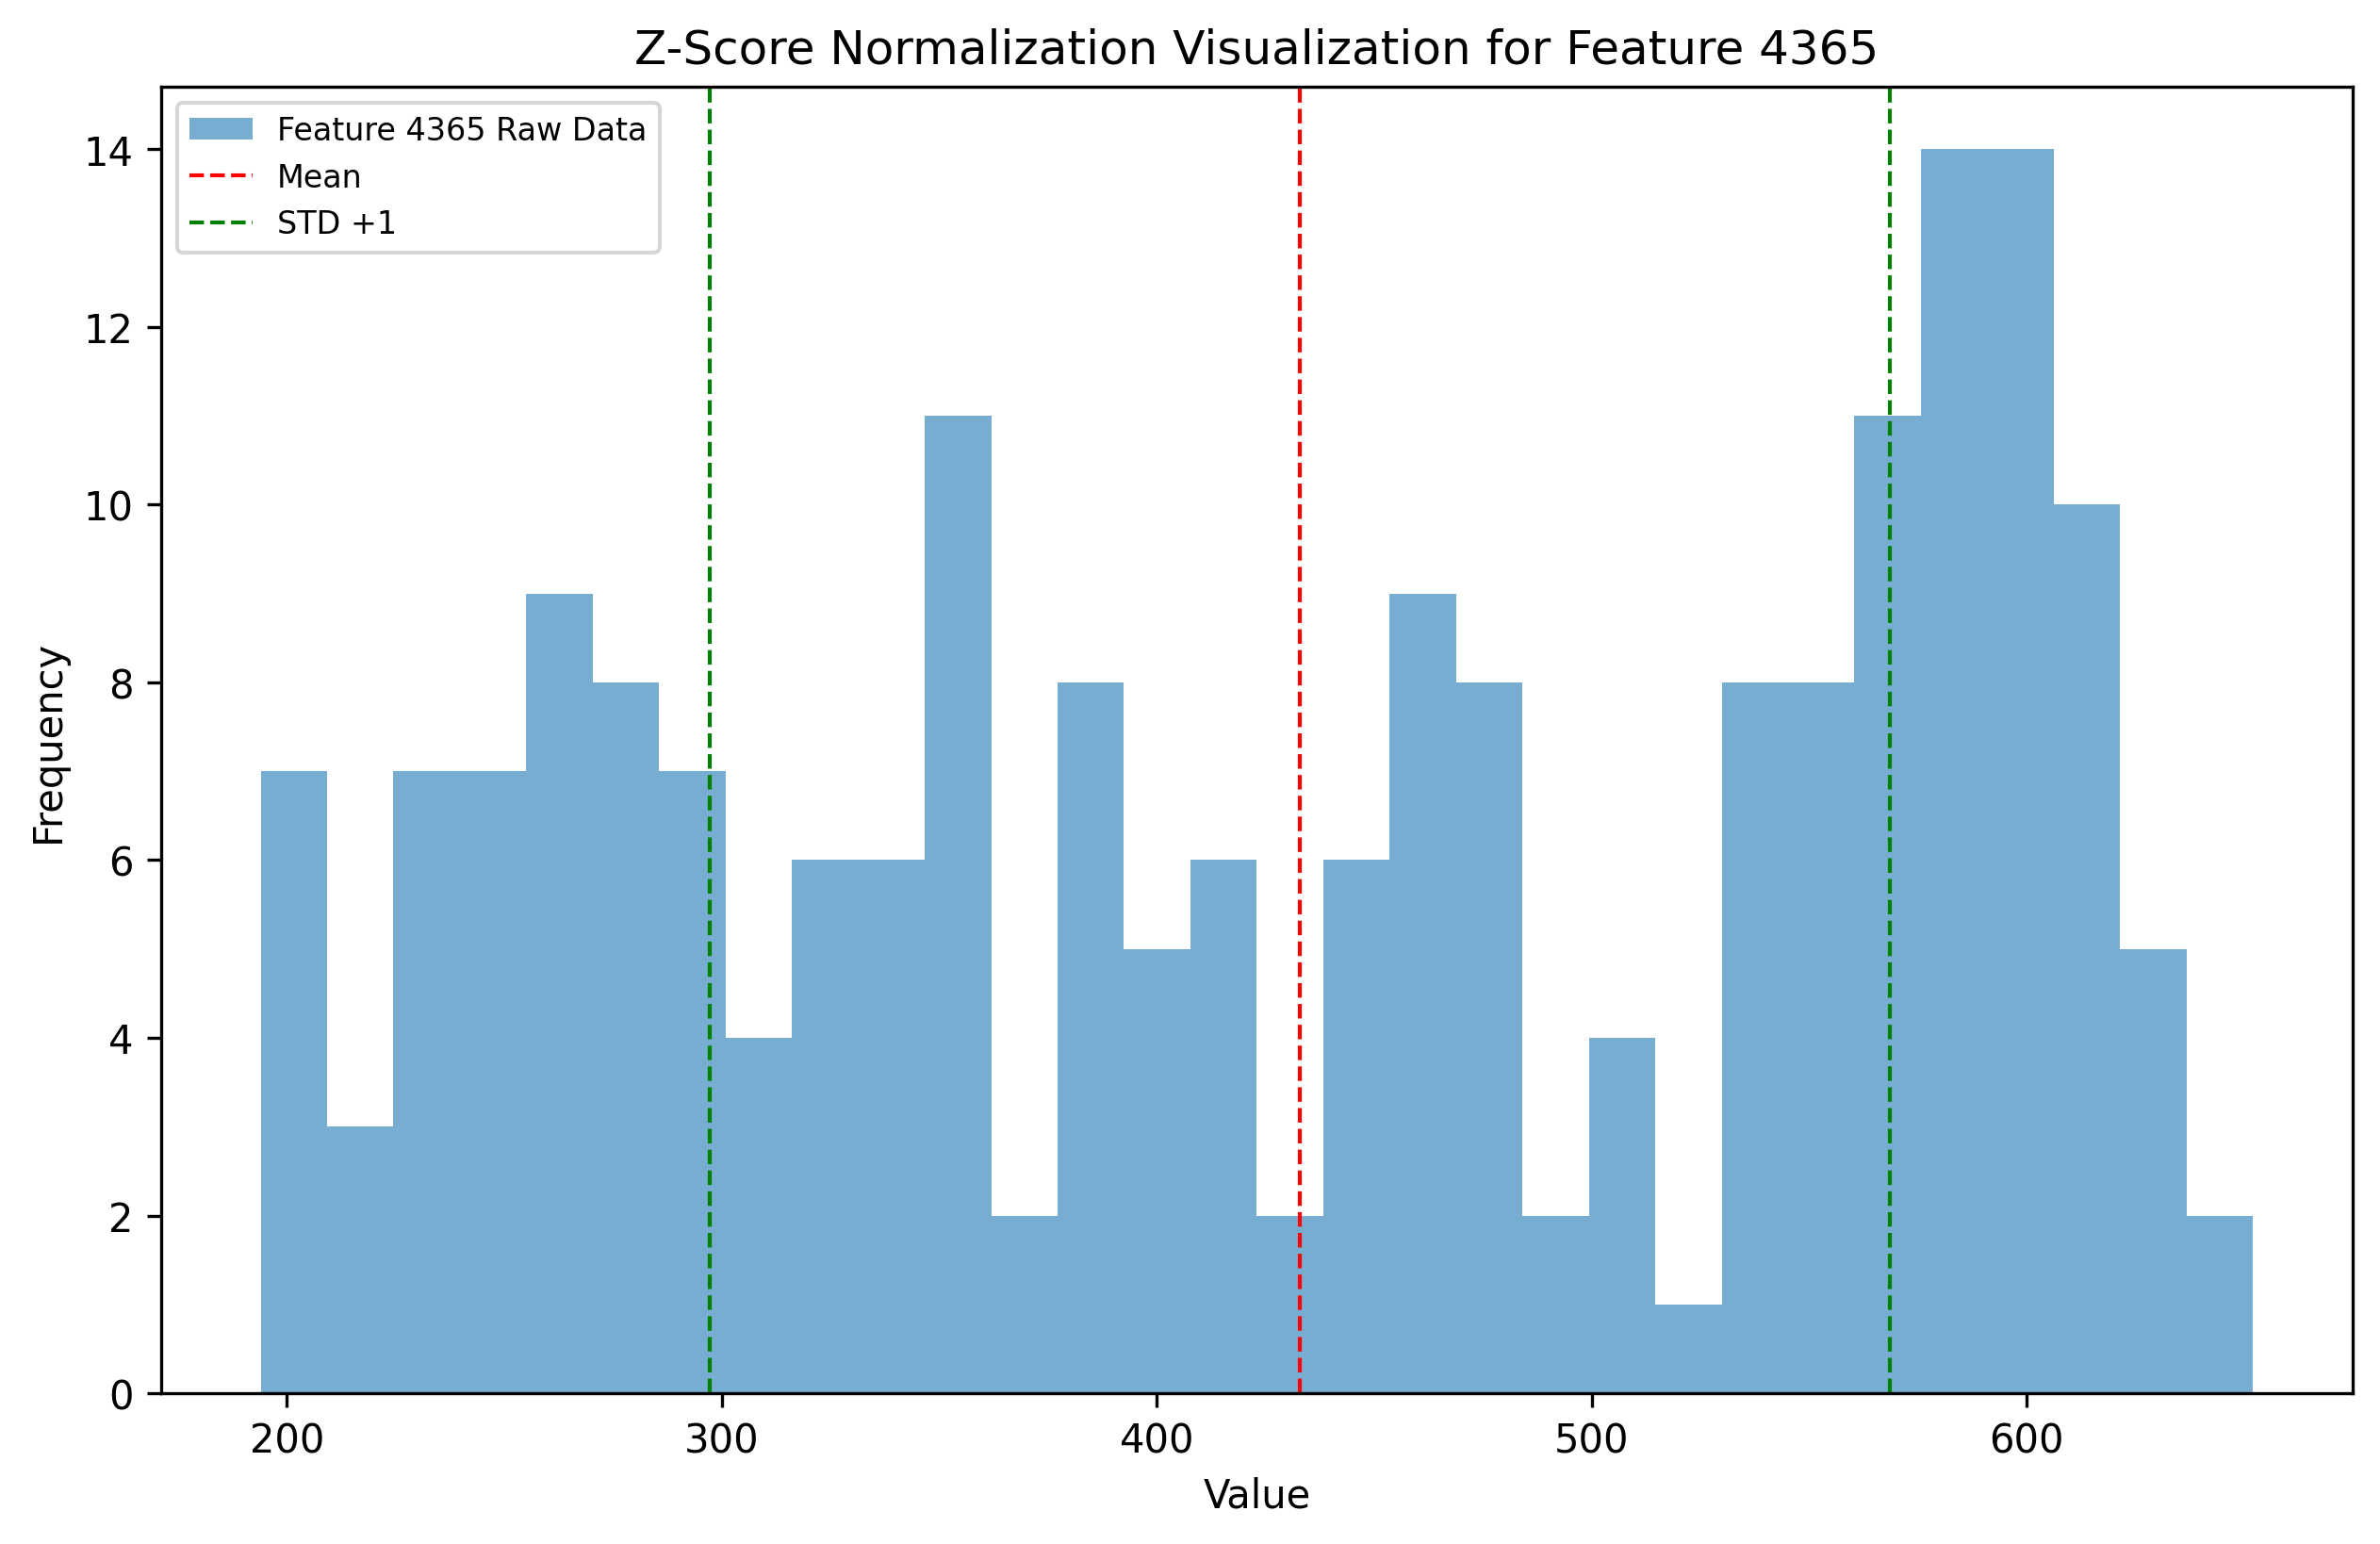 Z-Score Normalization Visualization for Feature 4365
Feature 4365 Raw Data
Mean
STD +1
14
12
10
8
6
4
2
0
Frequency
200 300 400 500 600
Value